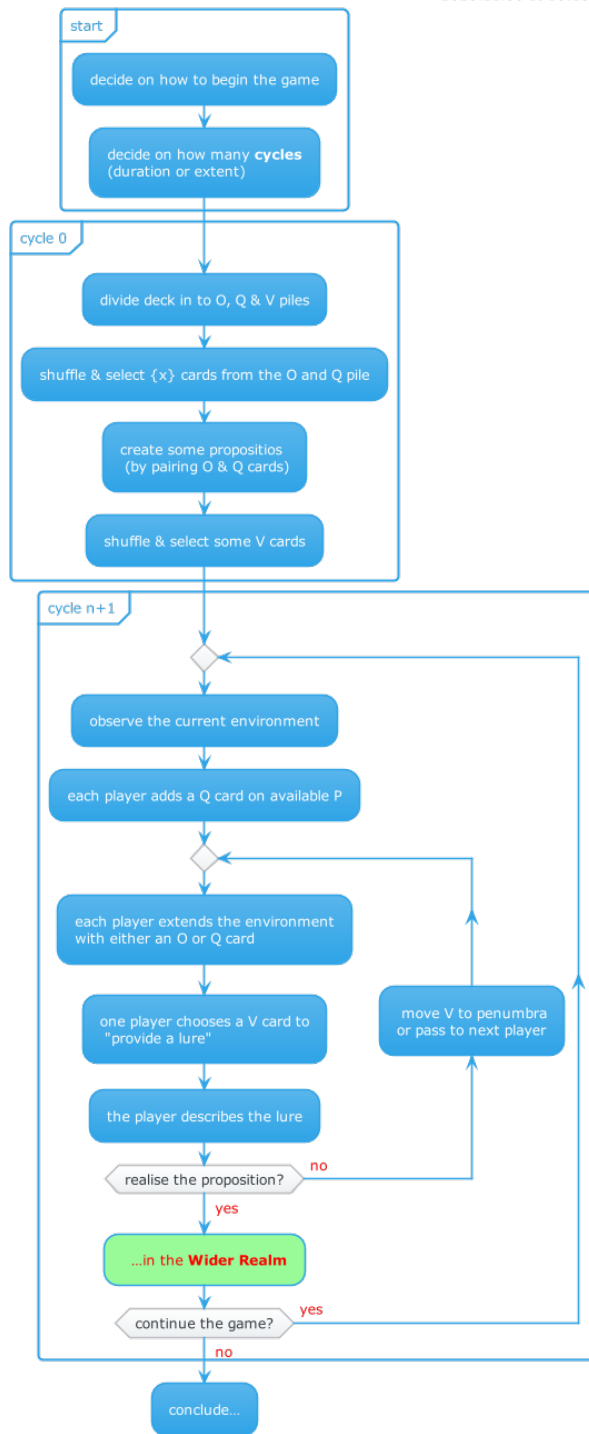 start
decide on how to begin the game
decide on how many cycles
(duration or extent)
cycle 0
divide deck in to O, Q & V piles
shuffle & select {x} cards from the O and Q pile
create some propositios
(by pairing O & Q cards)
shuffle & select some V cards
cycle n+1
observe the current environment
each player adds a Q card on available P
each player extends the environment
with either an O or Q card
one player chooses a V card to
"provide a lure"
move V to penumbra
or pass to next player
the player describes the lure
realise the proposition?
no
yes
…in the Wider Realm
continue the game?
yes
no
conclude…